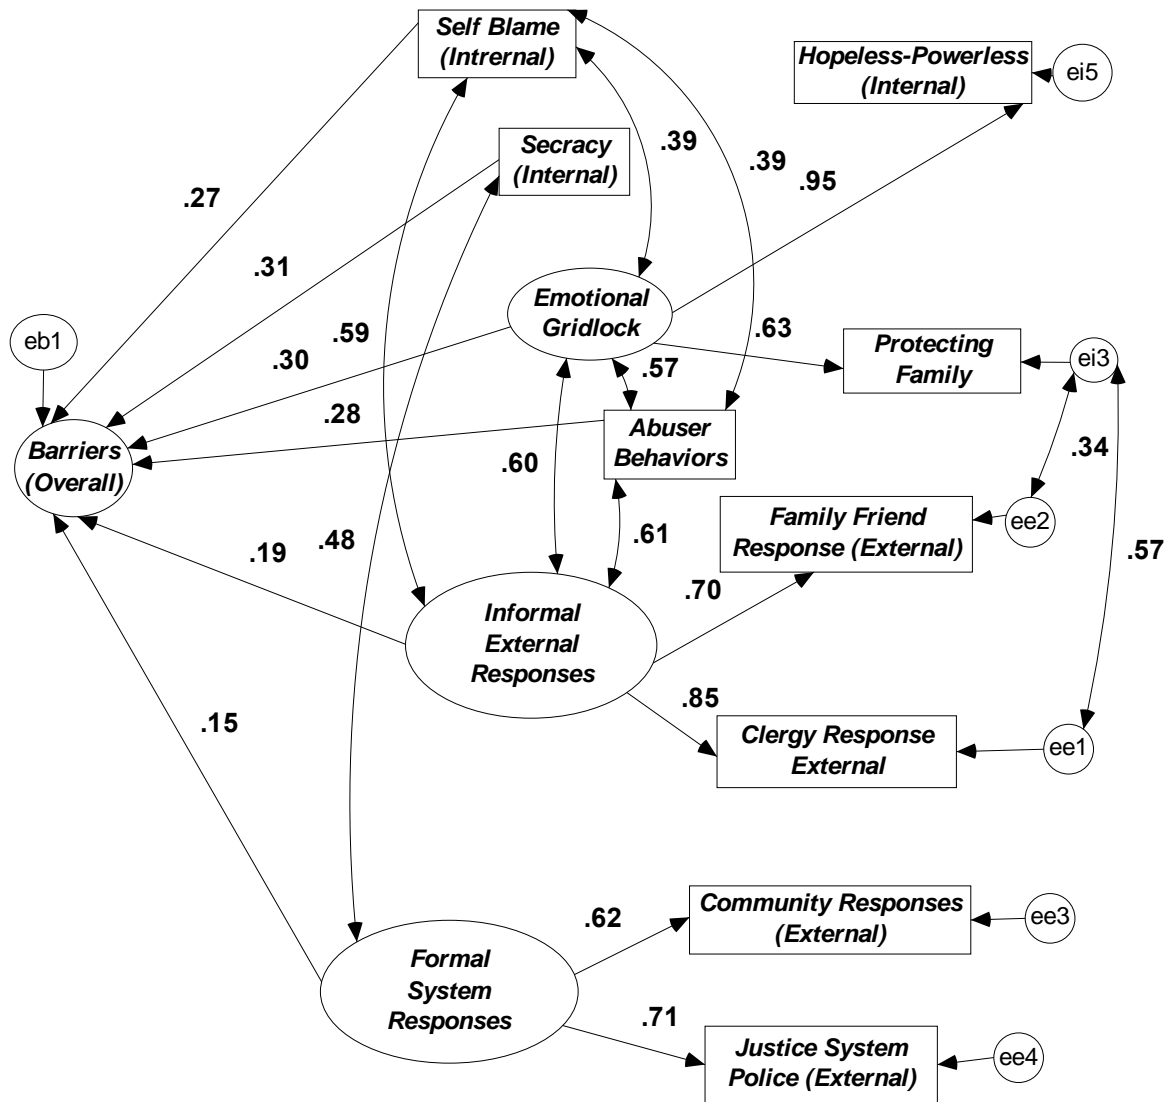 Self Blame
(Intrernal)
Hopeless-Powerless
(Internal)
ei5
Secracy
(Internal)
.39
.39
.95
.27
.31
Emotional
Gridlock
eb1
.59
.30
.63
Protecting
Family
ei3
.57
.28
Barriers
(Overall)
Abuser
Behaviors
.34
.60
.19
.48
.61
Family Friend
Response (External)
ee2
.57
.70
Informal
External
Responses
.85
.15
Clergy Response
External
ee1
.62
Community Responses
(External)
ee3
Formal
System
Responses
.71
Justice System
Police (External)
ee4